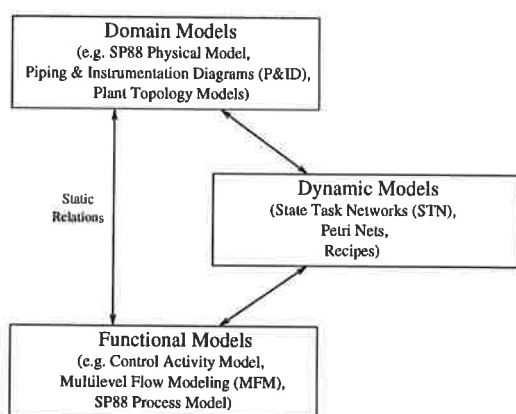 Domain Models
(e.g. SP88 Physical Model,
Piping & Instrumentation Diagrams (P&ID),
Plant Topology Models)
Static
Relations
Dynamic Models
(State Task Networks (STN),
Petri Nets,
Recipes)
Functional Models
(e.g. Control Activity Model,
Multilevel Flow Modeling (MFM),
SP88 Process Model)